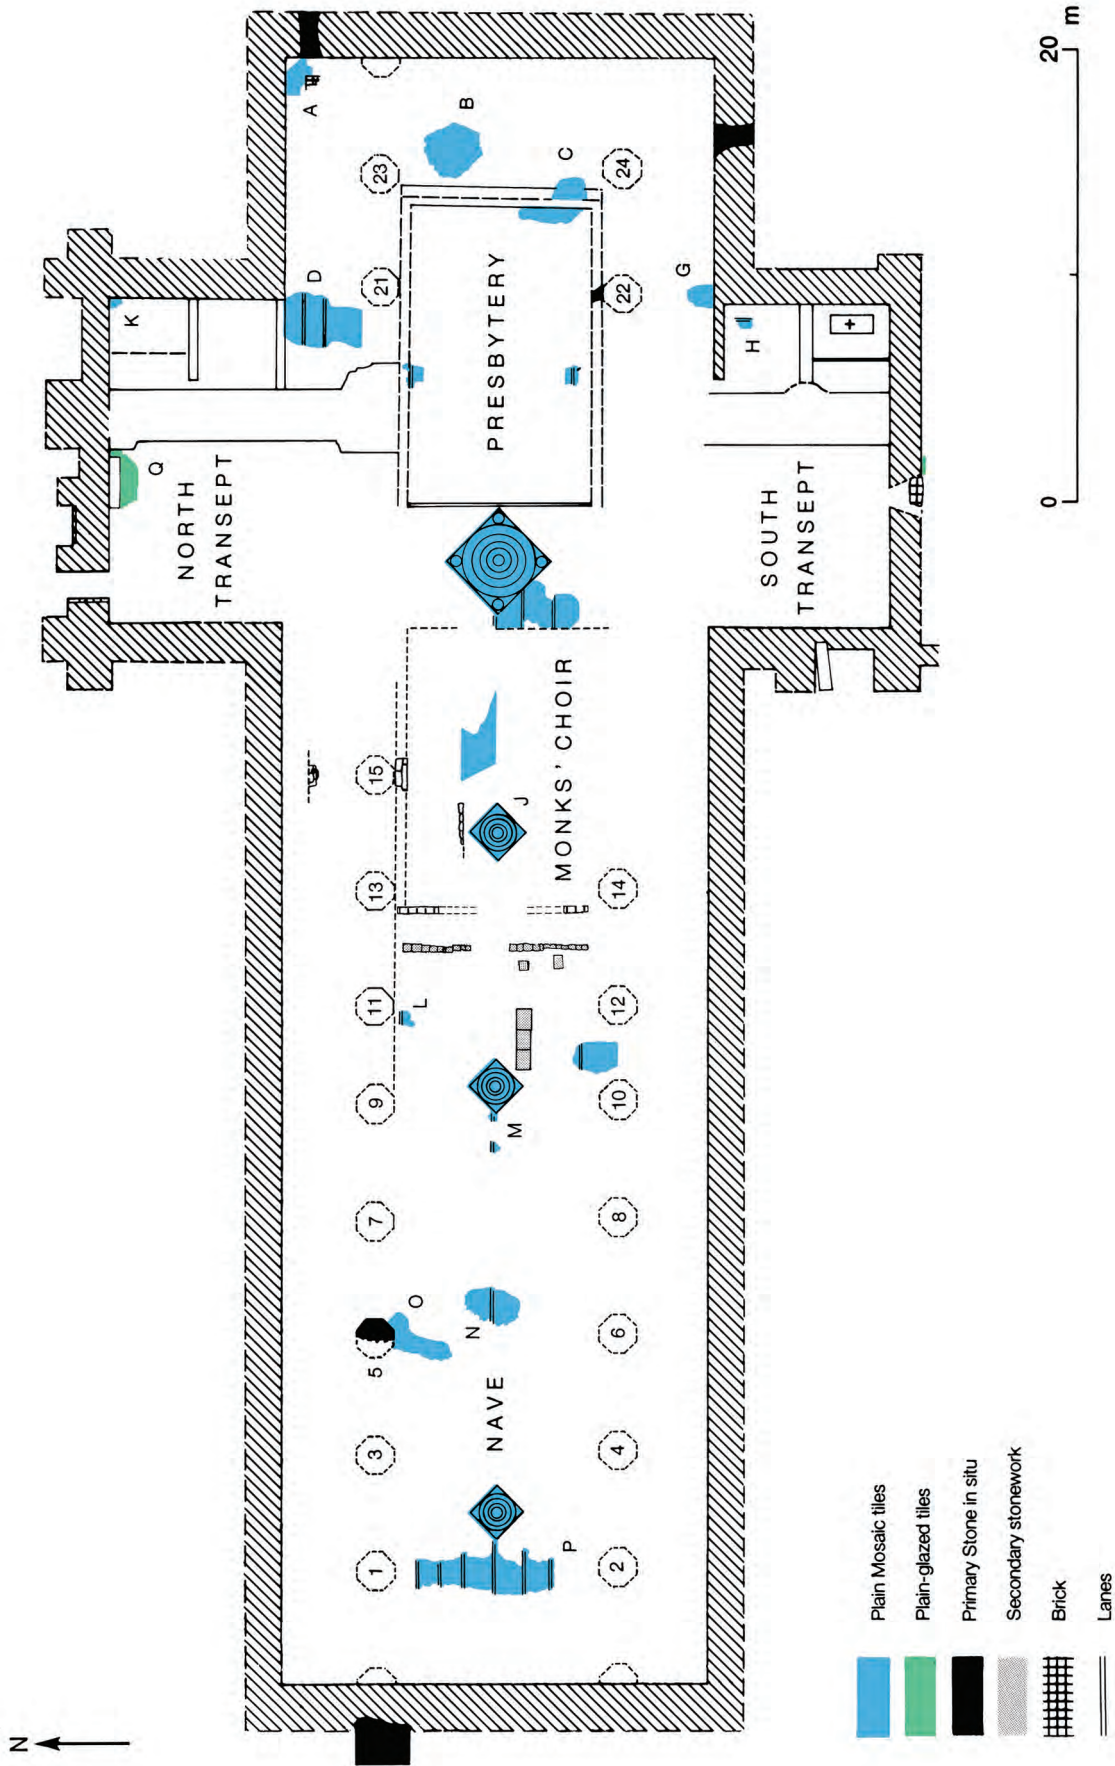 N
20 m
0
A
B
C
D
G
H
K
Q
23
24
21
22
PRESBYTERY
NORTH
TRANSEPT
SOUTH
TRANSEPT
MONKS' CHOIR
J
15
13
14
11
L
12
9
M
10
7
8
O
N
5
6
NAVE
3
4
1
P
2
Plain Mosaic tiles
Plain-glazed tiles
Primary Stone in situ
Secondary stonework
Brick
Lanes